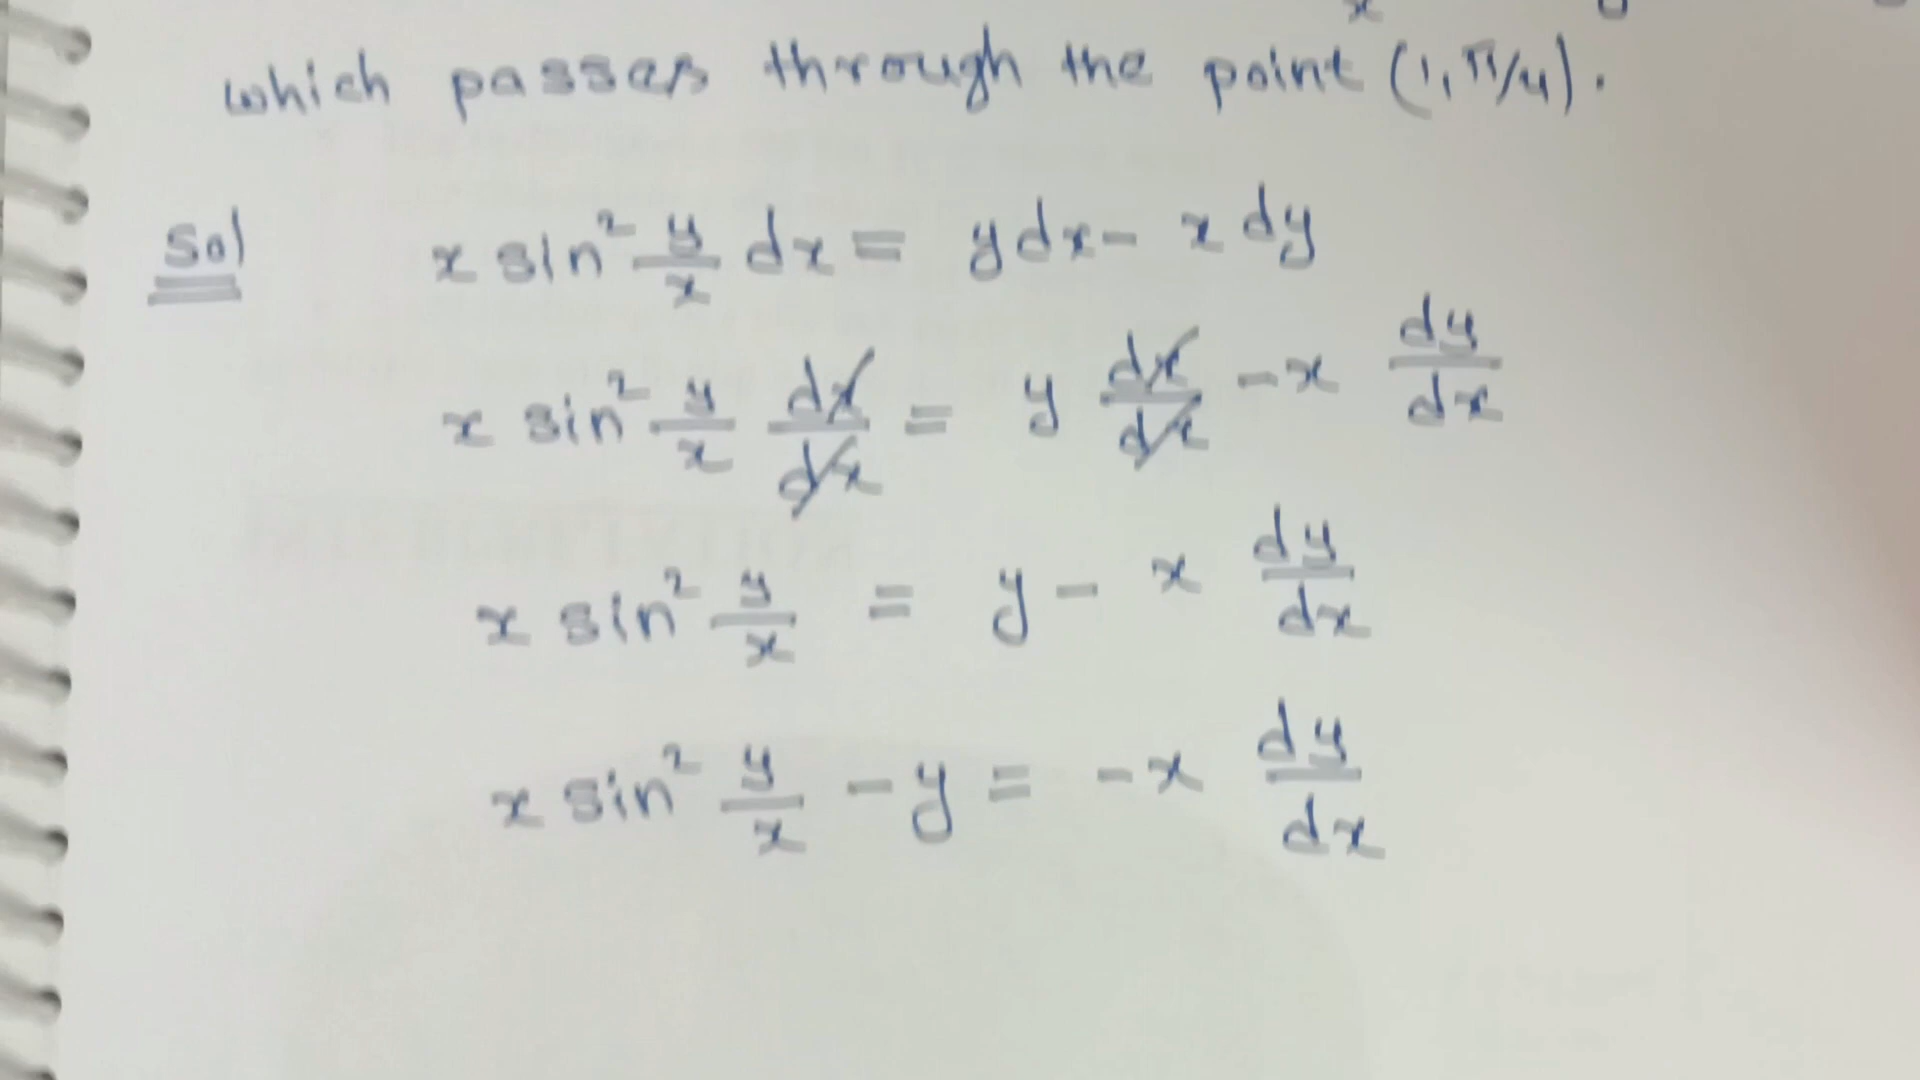 which passes through the point (1, π/4).
Sol x sin² y/x dx = y dx - x dy
x sin² y/x dx/dx = y dx/dx - x dy/dx
x sin² y/x = y - x dy/dx
x sin² y/x - y = -x dy/dx